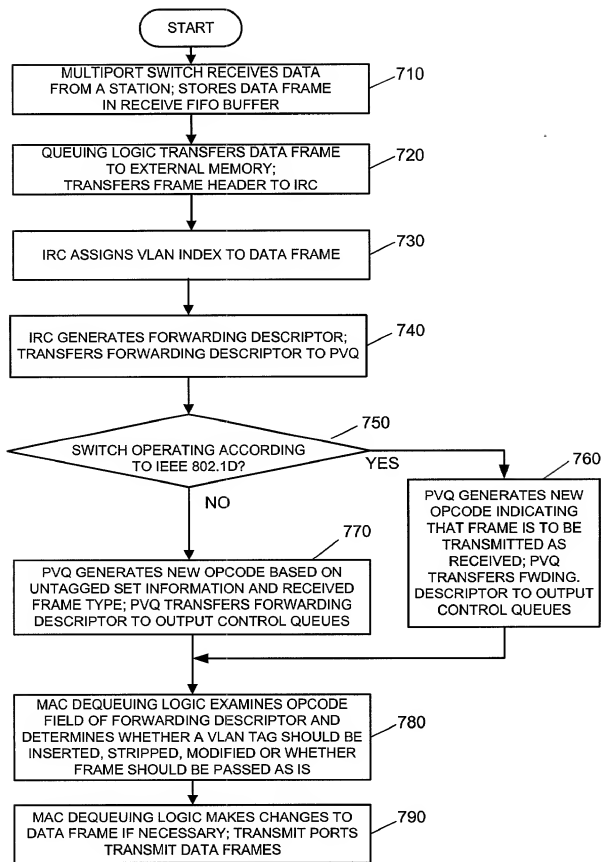 START
MULTIPORT SWITCH RECEIVES DATA
FROM A STATION; STORES DATA FRAME
IN RECEIVE FIFO BUFFER
710
QUEUING LOGIC TRANSFERS DATA FRAME
TO EXTERNAL MEMORY;
TRANSFERS FRAME HEADER TO IRC
720
IRC ASSIGNS VLAN INDEX TO DATA FRAME
730
IRC GENERATES FORWARDING DESCRIPTOR;
TRANSFERS FORWARDING DESCRIPTOR TO PVQ
740
SWITCH OPERATING ACCORDING
TO IEEE 802.1D?
750
YES
NO
760
PVQ GENERATES NEW
OPCODE INDICATING
THAT FRAME IS TO BE
TRANSMITTED AS
RECEIVED; PVQ
TRANSFERS FWDING.
DESCRIPTOR TO OUTPUT
CONTROL QUEUES
770
PVQ GENERATES NEW OPCODE BASED ON
UNTAGGED SET INFORMATION AND RECEIVED
FRAME TYPE; PVQ TRANSFERS FORWARDING
DESCRIPTOR TO OUTPUT CONTROL QUEUES
MAC DEQUEUING LOGIC EXAMINES OPCODE
FIELD OF FORWARDING DESCRIPTOR AND
DETERMINES WHETHER A VLAN TAG SHOULD BE
INSERTED, STRIPPED, MODIFIED OR WHETHER
FRAME SHOULD BE PASSED AS IS
780
MAC DEQUEUING LOGIC MAKES CHANGES TO
DATA FRAME IF NECESSARY; TRANSMIT PORTS
TRANSMIT DATA FRAMES
790